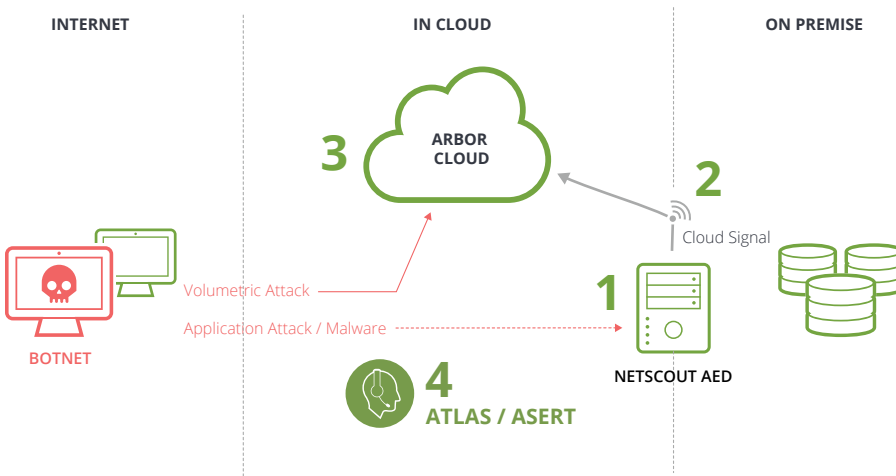 INTERNET
IN CLOUD
ON PREMISE
3
ARBOR
CLOUD
2
Cloud Signal
1
Volumetric Attack
Application Attack / Malware
BOTNET
NETSCOUT AED
4
ATLAS / ASERT